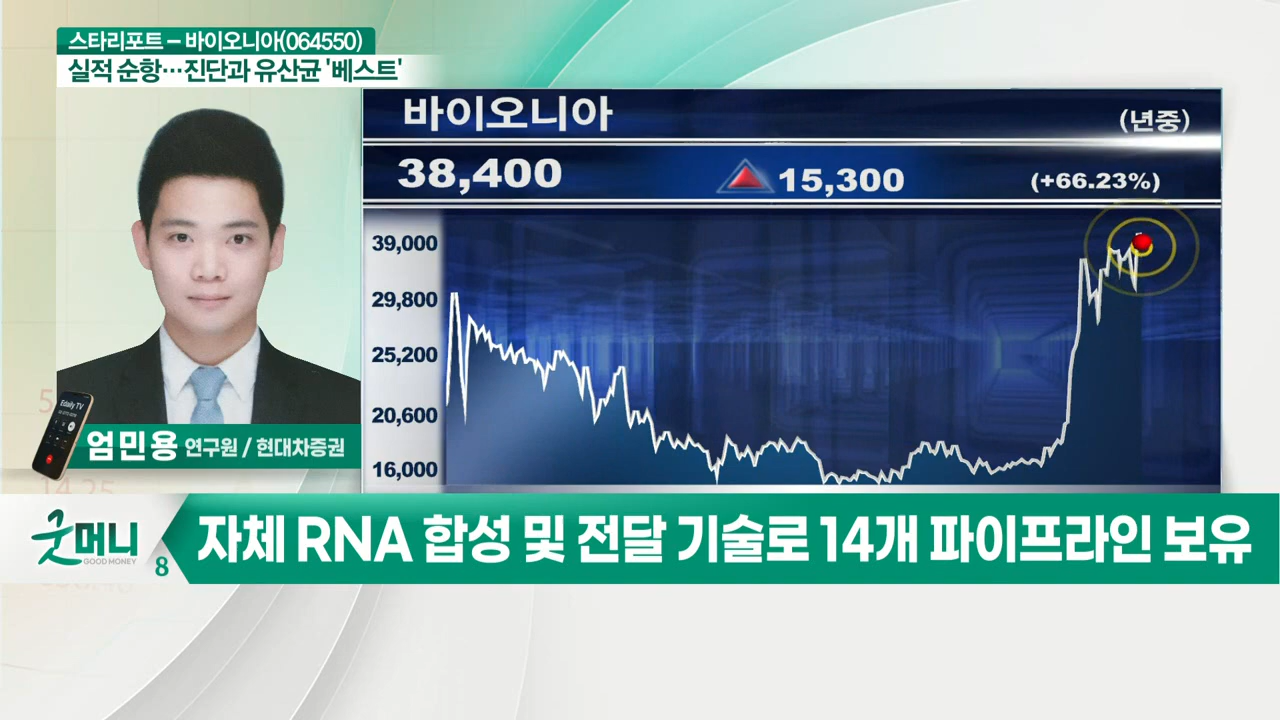 스타리포트 – 바이오니아(064550)
실적 순항…진단과 유산균 '베스트'
바이오니아 (년중)
38,400 15,300 (+66.23%)
39,000
29,800
25,200
20,600
16,000
Edaily TV
엄민용 연구원 / 현대차증권
14.25
굿머니
GOOD MONEY
8
자체 RNA 합성 및 전달 기술로 14개 파이프라인 보유